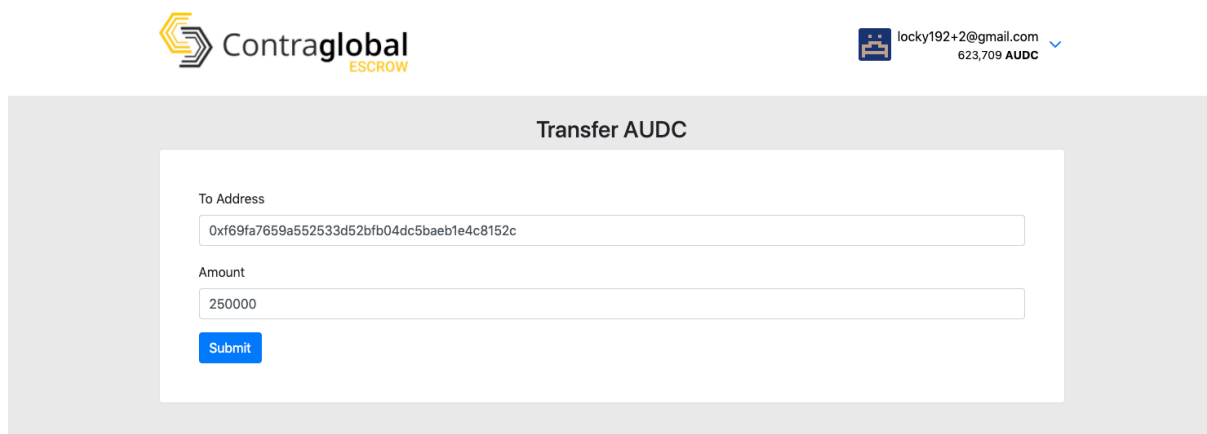 Contraglobal
ESCROW
locky192+2@gmail.com
623,709 AUDC
Transfer AUDC
To Address
0xf69fa7659a552533d52bfb04dc5baeb1e4c8152c
Amount
250000
Submit